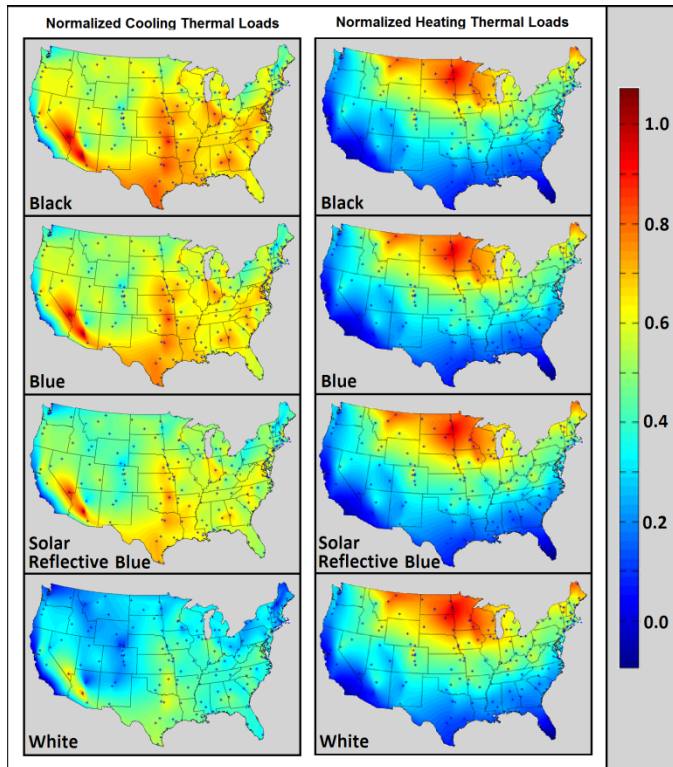 Normalized Cooling Thermal Loads
Normalized Heating Thermal Loads
Black
Black
Blue
Blue
Solar
Reflective Blue
Solar
Reflective Blue
White
White
1.0
0.8
0.6
0.4
0.2
0.0